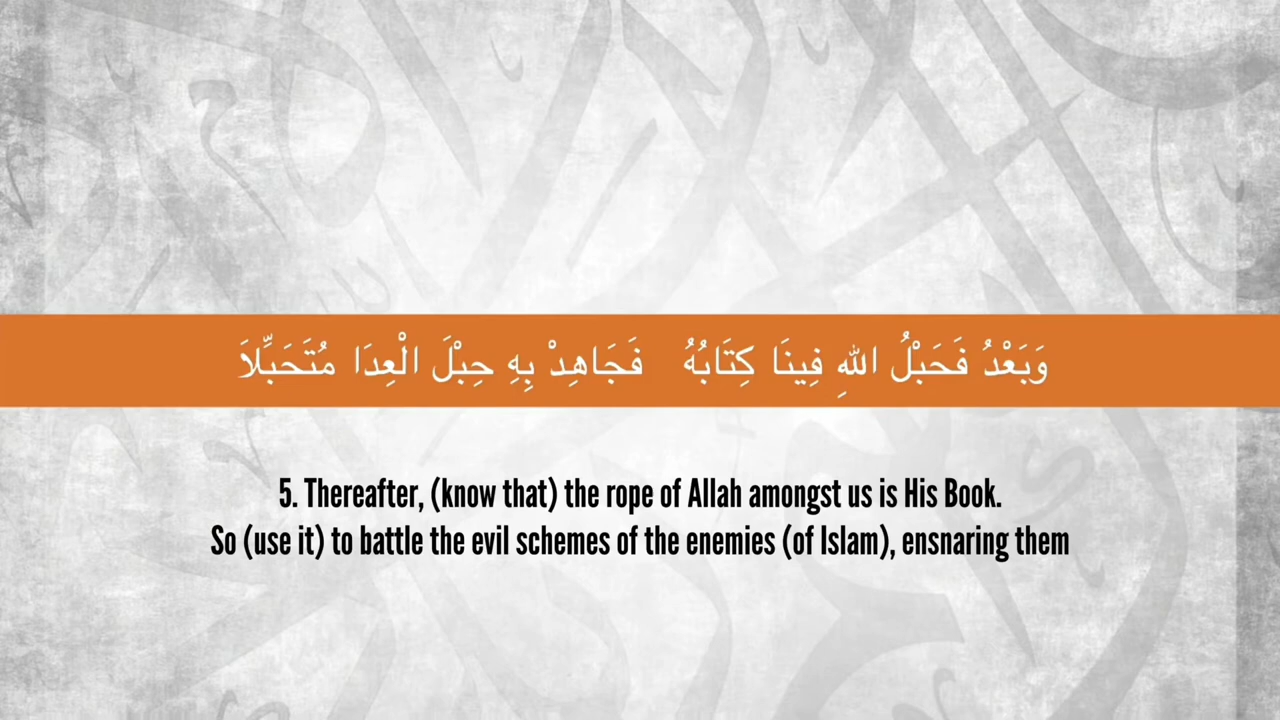 وَبَعْدُ فَحَبْلُ اللهِ فِينَا كِتَابُهُ فَجَاهِدْ بِهِ حِبْلَ الْعِدَا مُتَحَبِّلاَ
5. Thereafter, (know that) the rope of Allah amongst us is His Book.
So (use it) to battle the evil schemes of the enemies (of Islam), ensnaring them